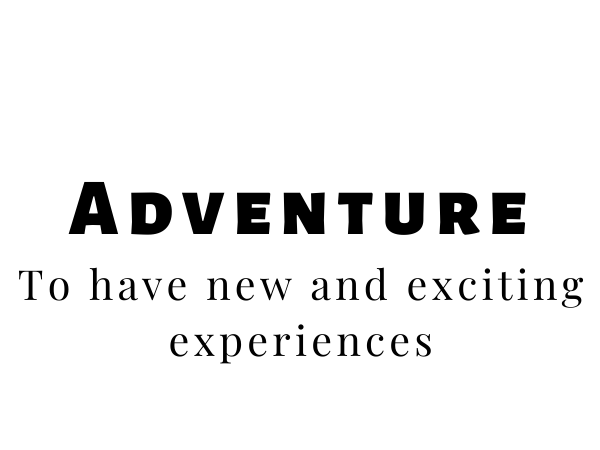 Adventure
To have new and exciting
experiences